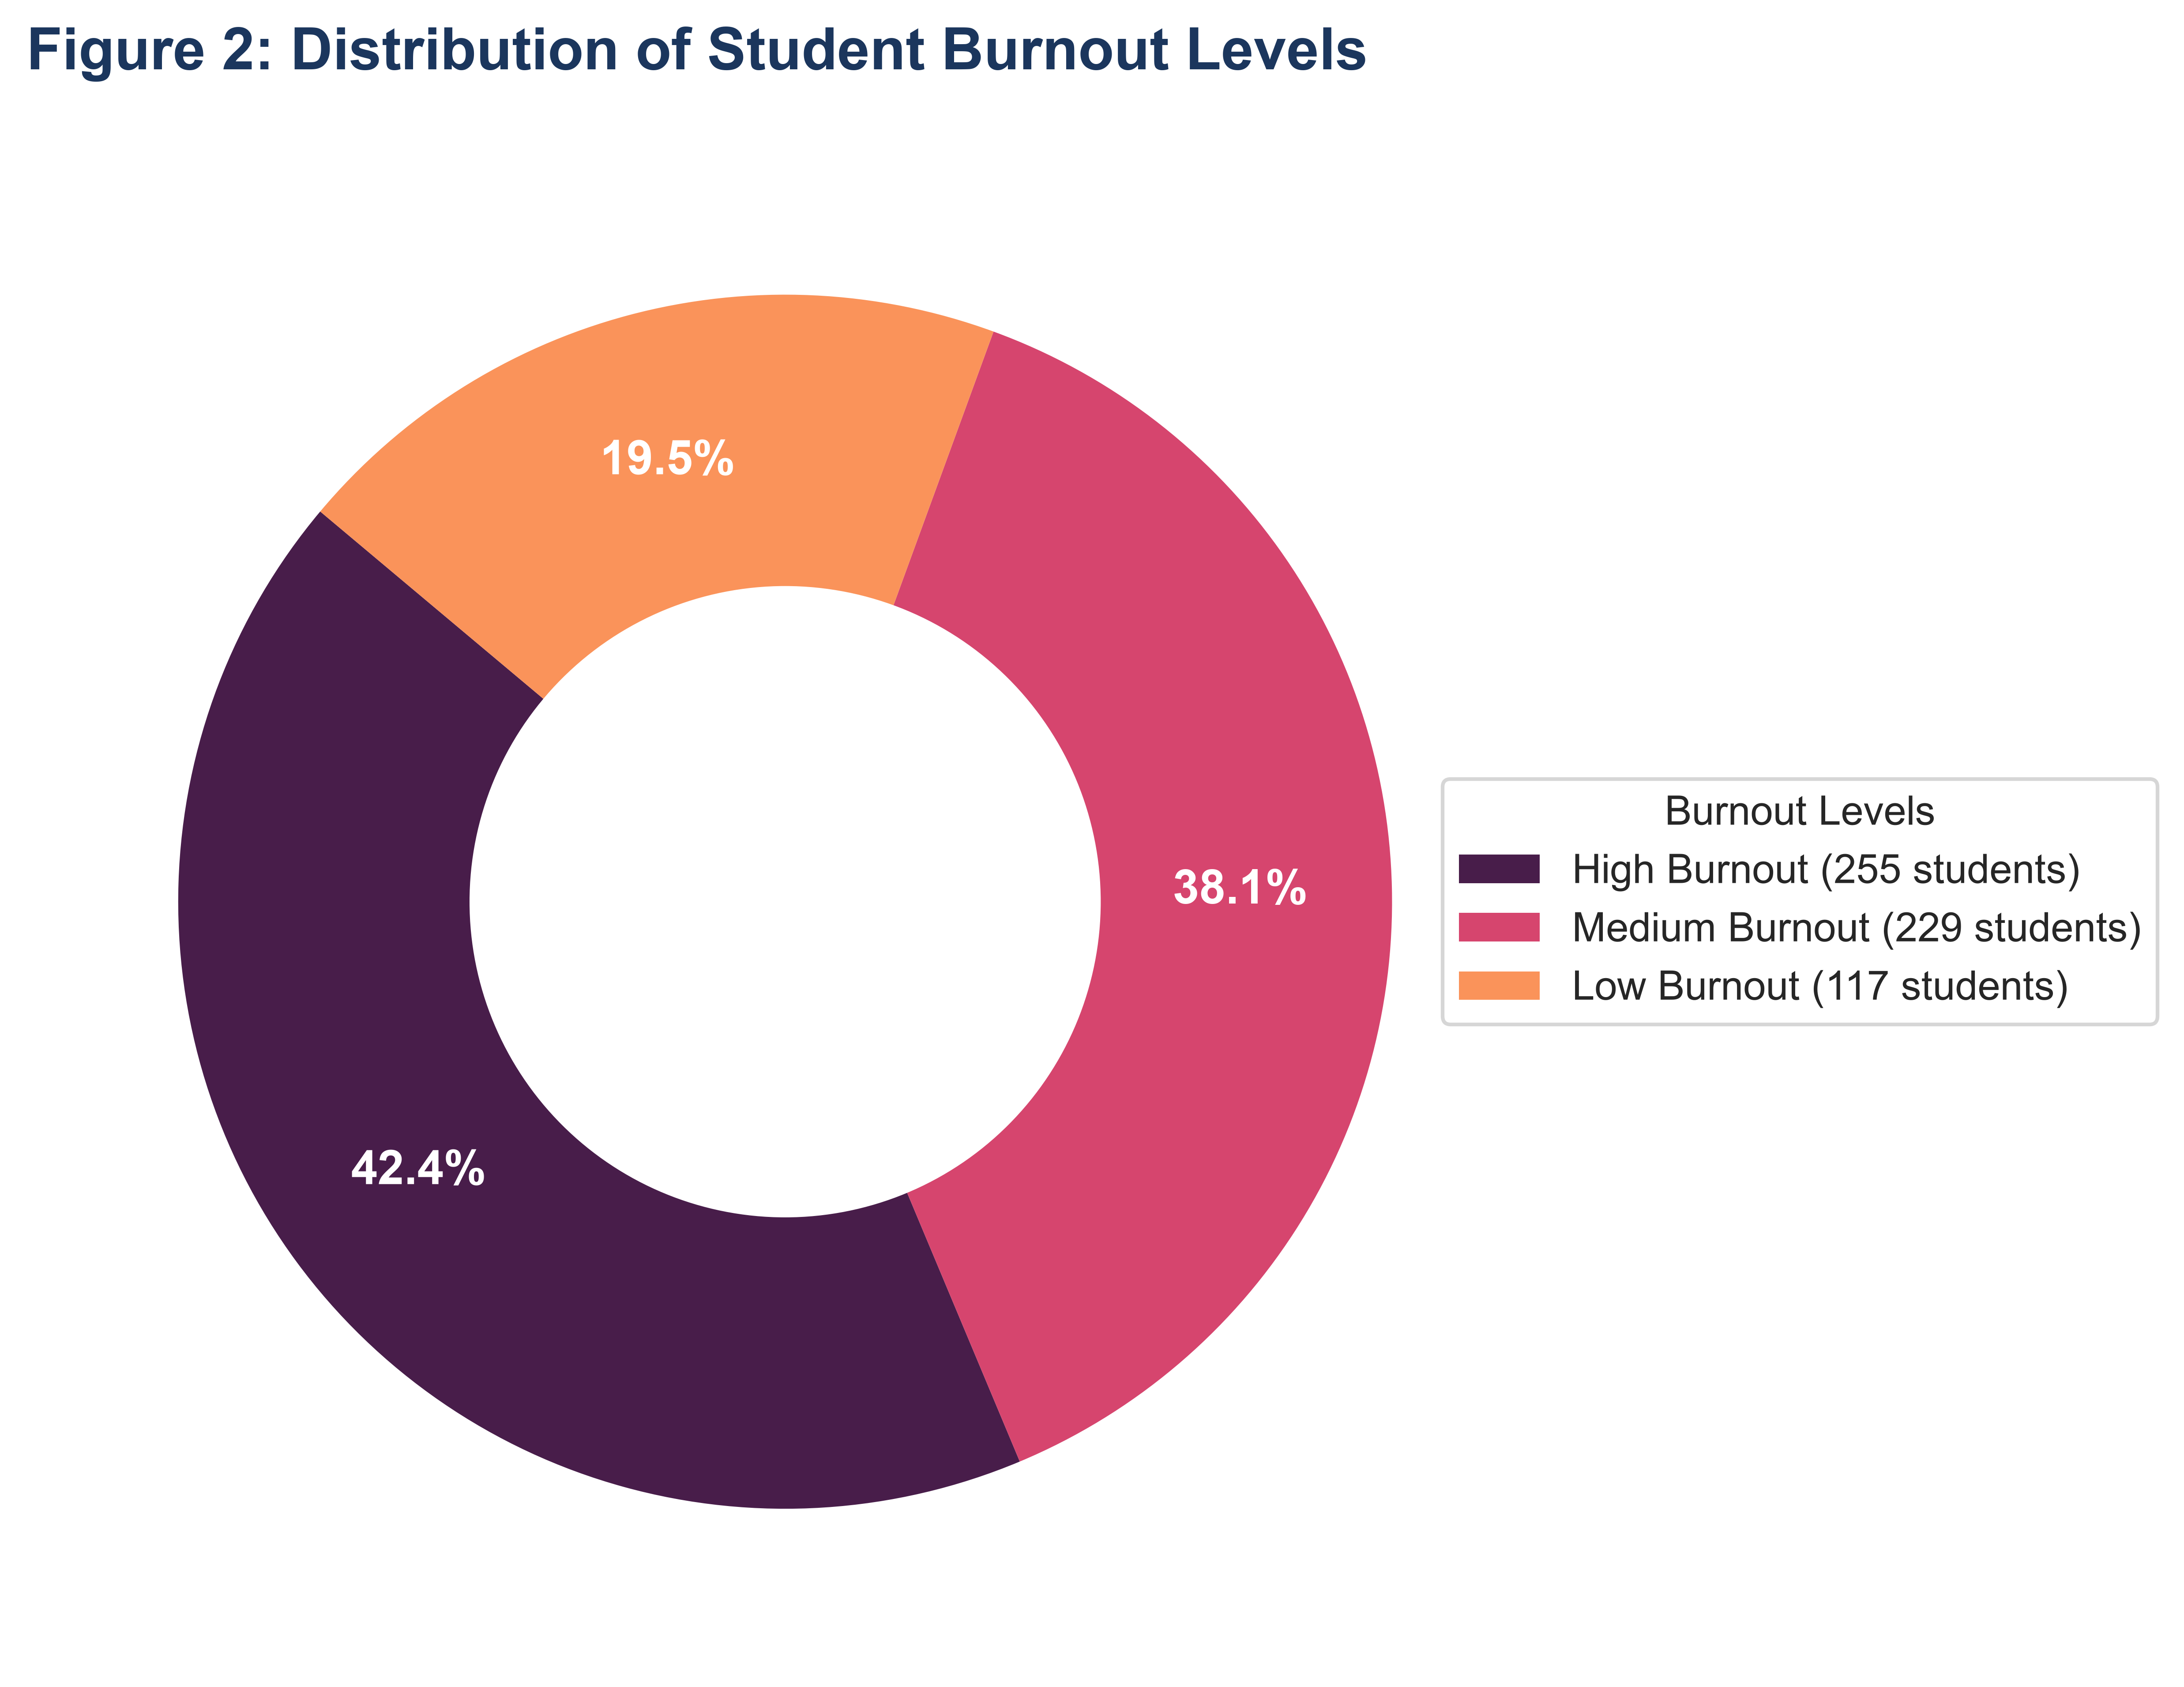 Figure 2: Distribution of Student Burnout Levels
19.5%
38.1%
42.4%
Burnout Levels
High Burnout (255 students)
Medium Burnout (229 students)
Low Burnout (117 students)